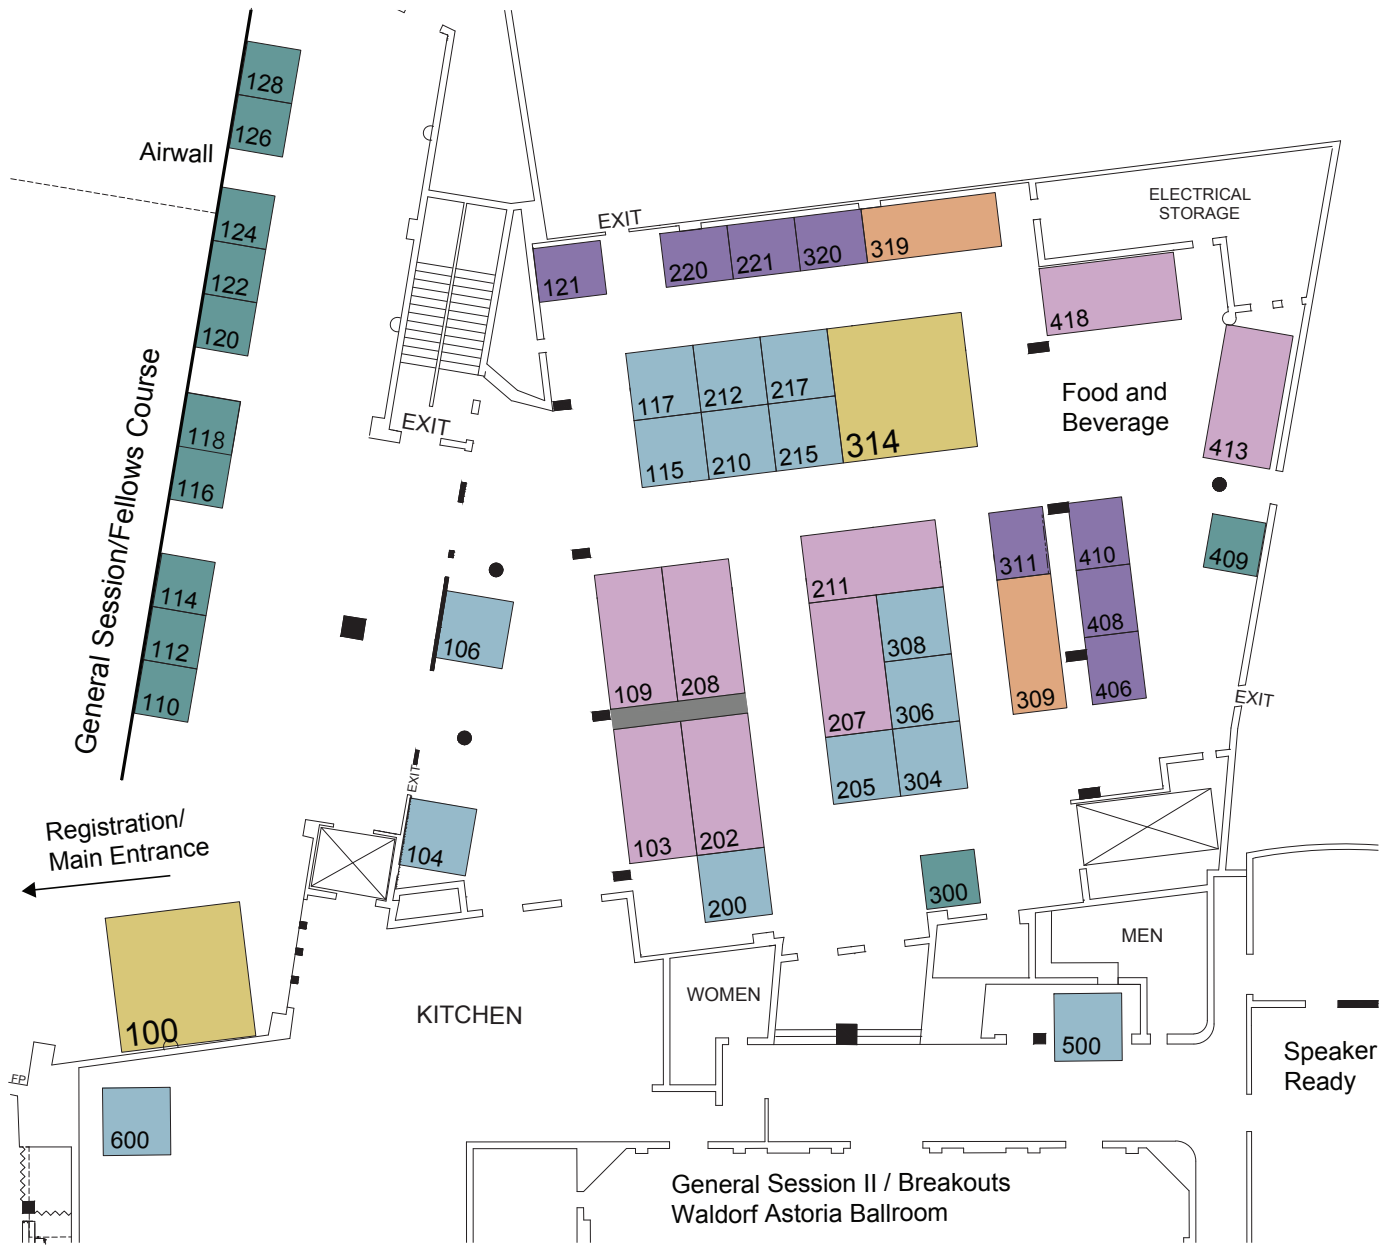 128
126
Airwall
124
122
120
118
116
114
112
110
General Session/Fellows Course
EXIT
EXIT
ELECTRICAL
STORAGE
121
220
221
320
319
418
413
117
212
217
115
210
215
314
Food and
Beverage
409
311
410
408
309
406
EXIT
106
109
208
103
202
200
211
308
207
306
205
304
300
EXIT
104
Registration/
Main Entrance
100
KITCHEN
WOMEN
MEN
500
Speaker
Ready
FP
600
General Session II / Breakouts
Waldorf Astoria Ballroom